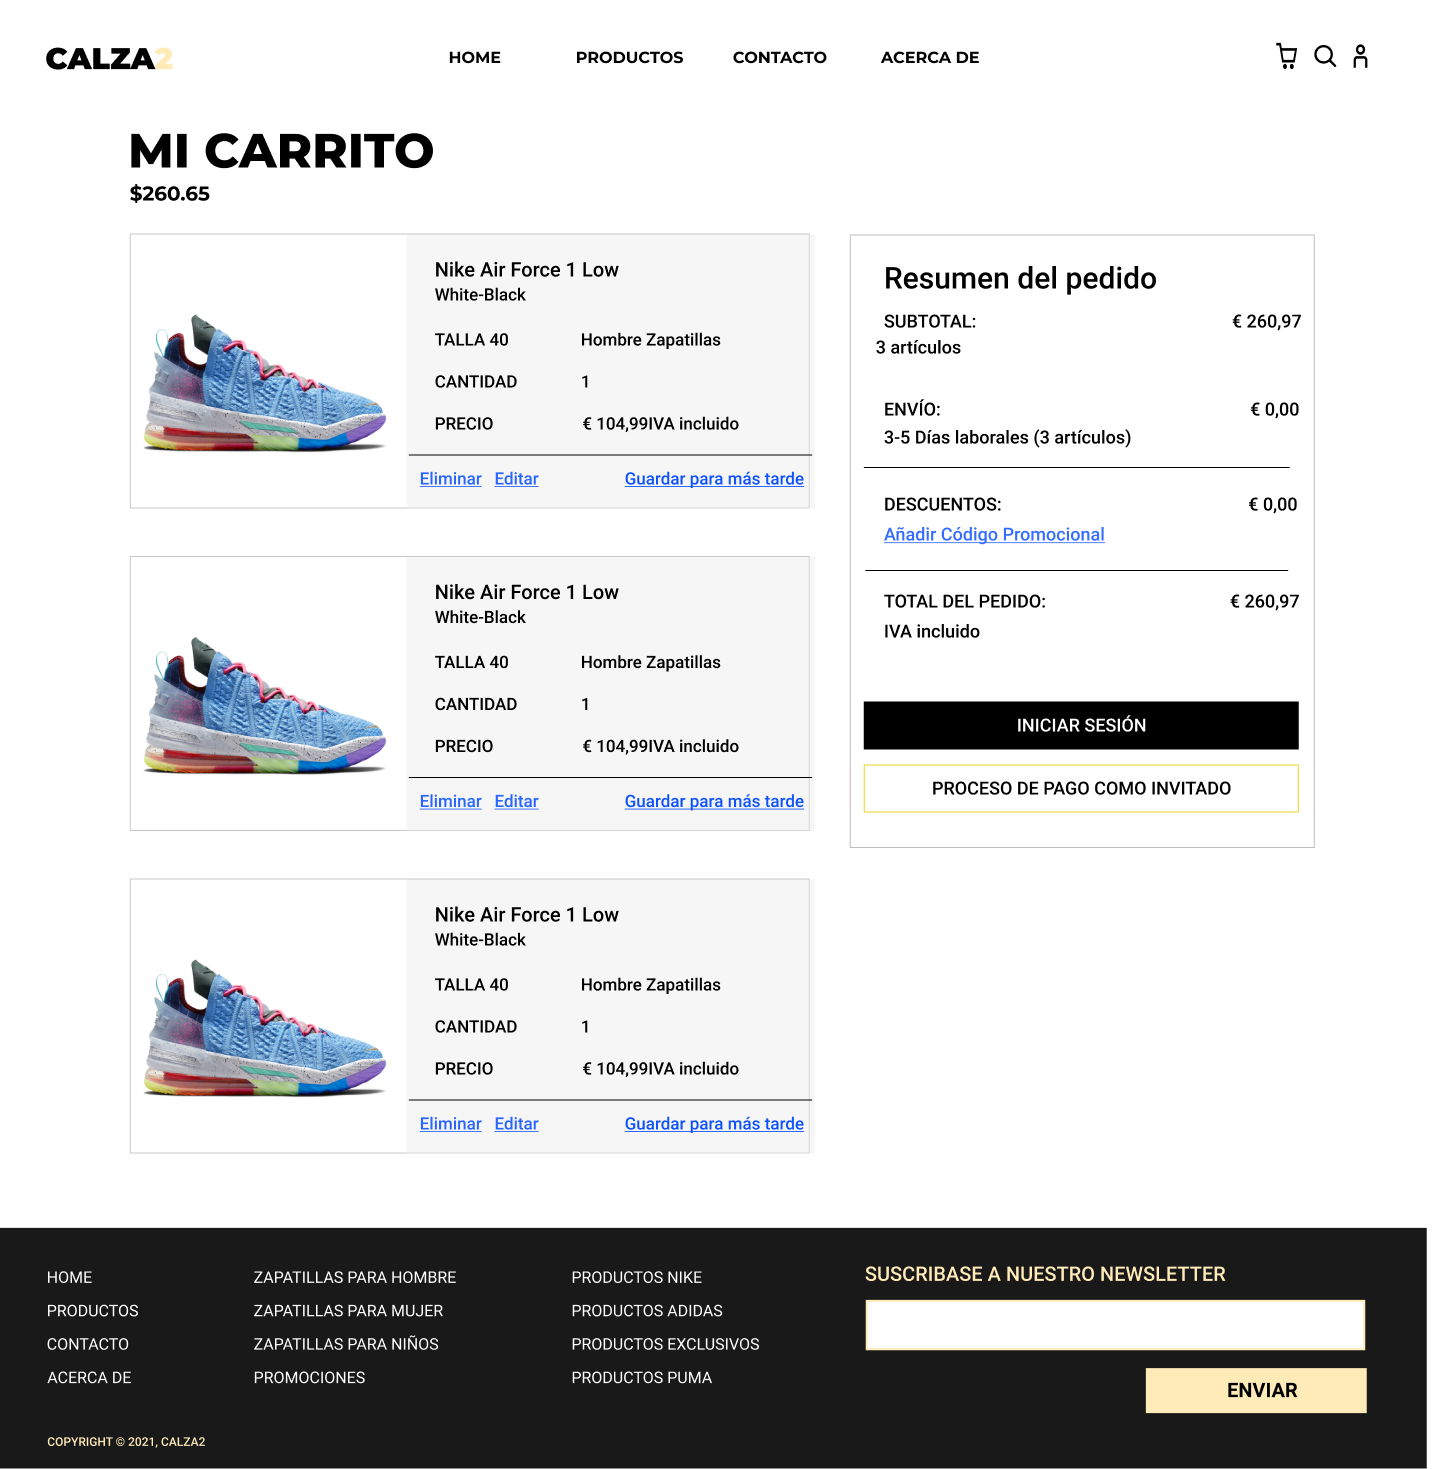 CALZA2
HOME PRODUCTOS CONTACTO ACERCA DE
MI CARRITO
$260.65
Nike Air Force 1 Low
White-Black
TALLA 40 Hombre Zapatillas
CANTIDAD 1
PRECIO € 104,99IVA incluido
Eliminar Editar Guardar para más tarde
Nike Air Force 1 Low
White-Black
TALLA 40 Hombre Zapatillas
CANTIDAD 1
PRECIO € 104,99IVA incluido
Eliminar Editar Guardar para más tarde
Nike Air Force 1 Low
White-Black
TALLA 40 Hombre Zapatillas
CANTIDAD 1
PRECIO € 104,99IVA incluido
Eliminar Editar Guardar para más tarde
Resumen del pedido
SUBTOTAL: € 260,97
3 artículos
ENVÍO: € 0,00
3-5 Días laborales (3 artículos)
DESCUENTOS: € 0,00
Añadir Código Promocional
TOTAL DEL PEDIDO: € 260,97
IVA incluido
INICIAR SESIÓN
PROCESO DE PAGO COMO INVITADO
HOME
PRODUCTOS
CONTACTO
ACERCA DE
ZAPATILLAS PARA HOMBRE
ZAPATILLAS PARA MUJER
ZAPATILLAS PARA NIÑOS
PROMOCIONES
PRODUCTOS NIKE
PRODUCTOS ADIDAS
PRODUCTOS EXCLUSIVOS
PRODUCTOS PUMA
SUSCRIBASE A NUESTRO NEWSLETTER
ENVIAR
COPYRIGHT © 2021, CALZA2